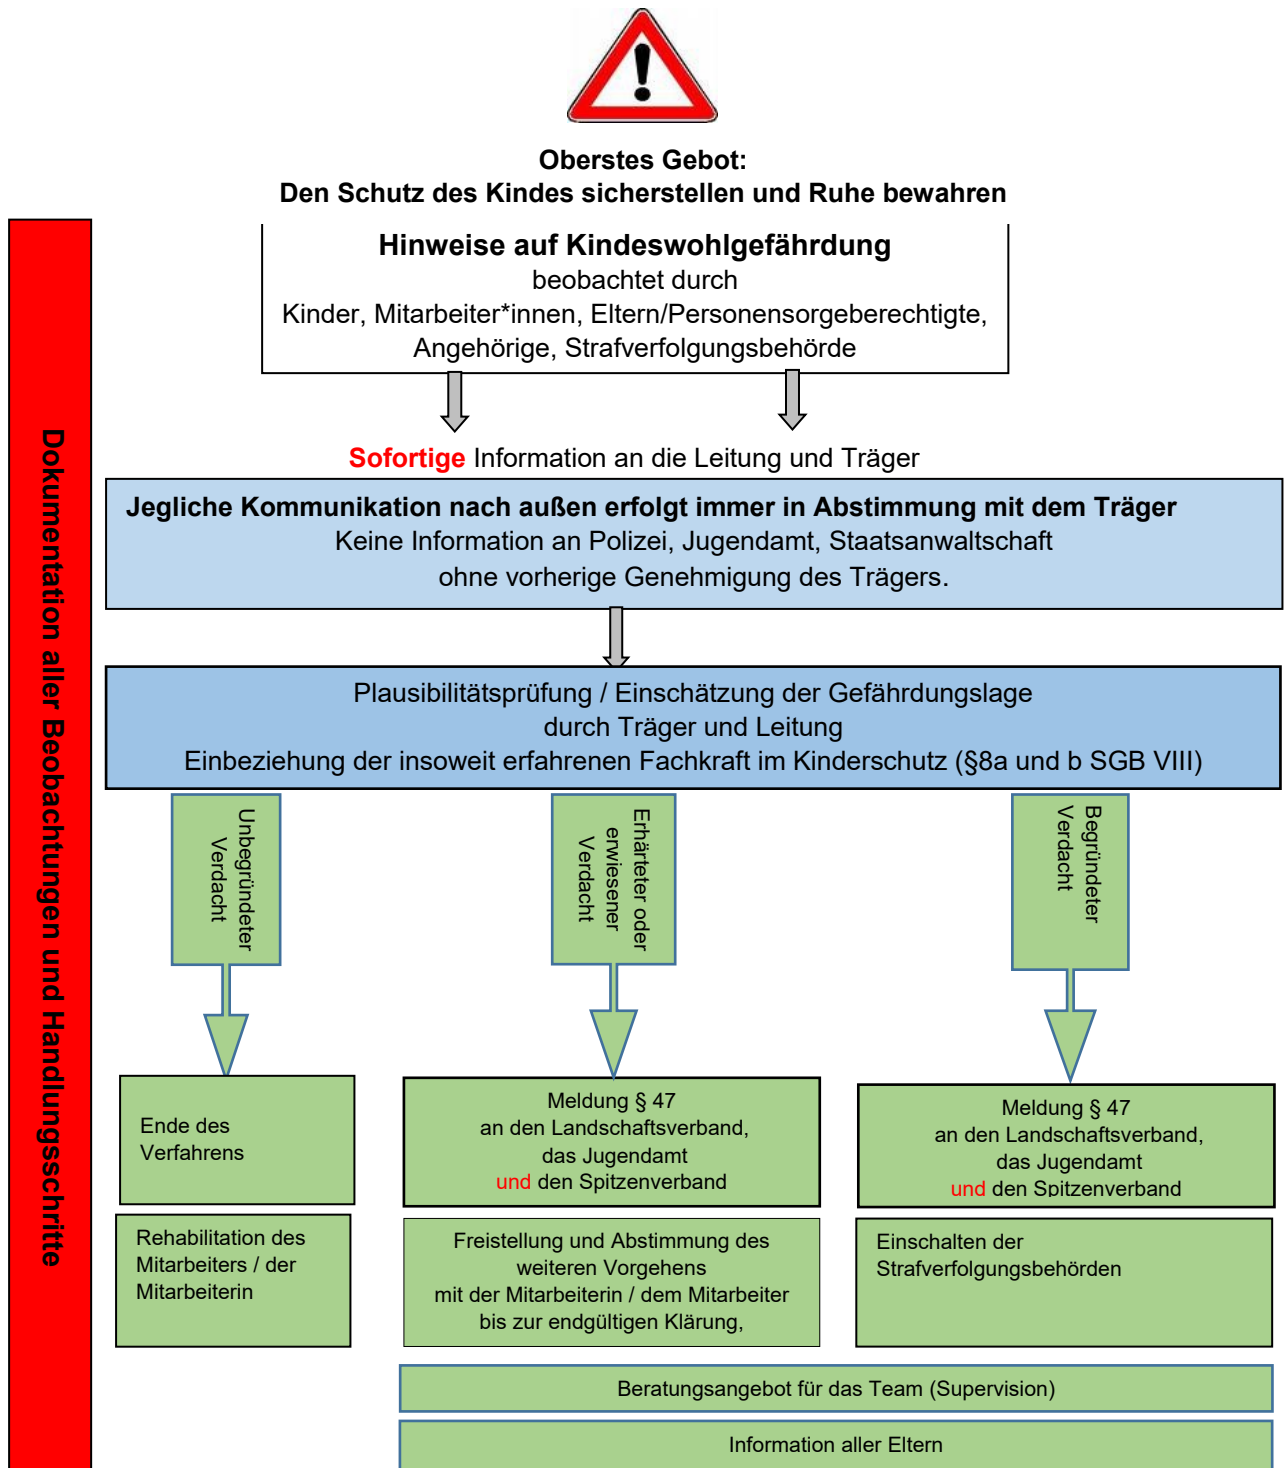 Oberstes Gebot:
Den Schutz des Kindes sicherstellen und Ruhe bewahren
Dokumentation aller Beobachtungen und Handlungsschritte
Hinweise auf Kindeswohlgefährdung
beobachtet durch
Kinder, Mitarbeiter*innen, Eltern/Personensorgeberechtigte,
Angehörige, Strafverfolgungsbehörde
Sofortige Information an die Leitung und Träger
Jegliche Kommunikation nach außen erfolgt immer in Abstimmung mit dem Träger
Keine Information an Polizei, Jugendamt, Staatsanwaltschaft
ohne vorherige Genehmigung des Trägers.
Plausibilitätsprüfung / Einschätzung der Gefährdungslage
durch Träger und Leitung
Einbeziehung der insoweit erfahrenen Fachkraft im Kinderschutz (§8a und b SGB VIII)
Unbegründeter
Verdacht
Erhärteter oder
erwiesener
Verdacht
Begründeter
Verdacht
Ende des
Verfahrens
Meldung § 47
an den Landschaftsverband,
das Jugendamt
und den Spitzenverband
Meldung § 47
an den Landschaftsverband,
das Jugendamt
und den Spitzenverband
Rehabilitation des
Mitarbeiters / der
Mitarbeiterin
Freistellung und Abstimmung des
weiteren Vorgehens
mit der Mitarbeiterin / dem Mitarbeiter
bis zur endgültigen Klärung,
Einschalten der
Strafverfolgungsbehörden
Beratungsangebot für das Team (Supervision)
Information aller Eltern